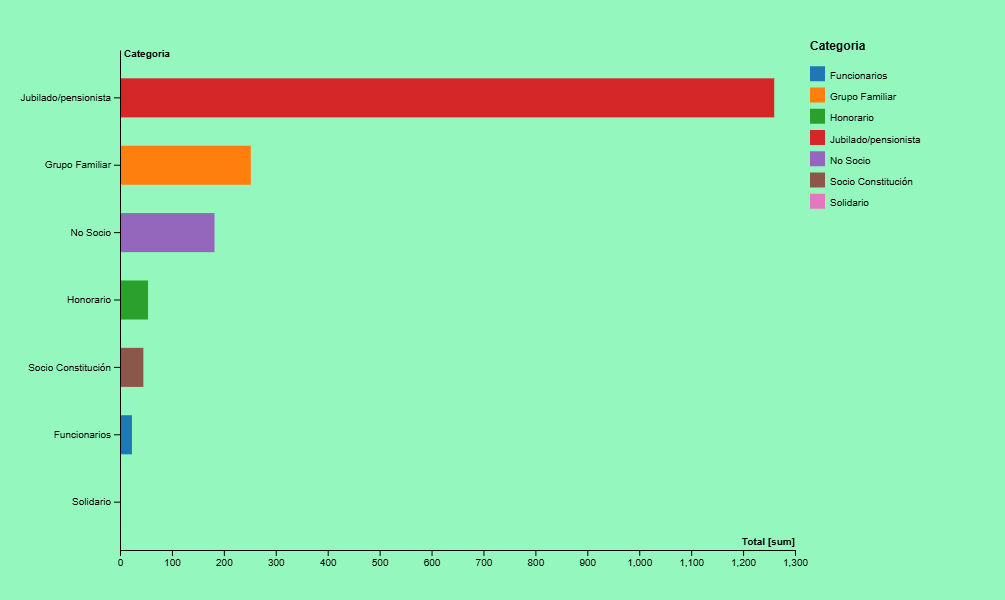 Categoria
Jubilado/pensionista
Grupo Familiar
No Socio
Honorario
Socio Constitución
Funcionarios
Solidario
Total [sum]
0 100 200 300 400 500 600 700 800 900 1,000 1,100 1,200 1,300
Categoria
Funcionarios
Grupo Familiar
Honorario
Jubilado/pensionista
No Socio
Socio Constitución
Solidario